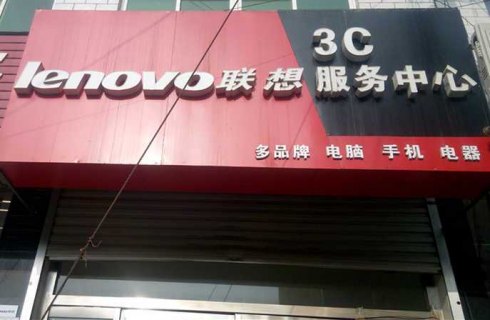 3C
lenovo联想 服务中心
多品牌 电脑 手机 电器